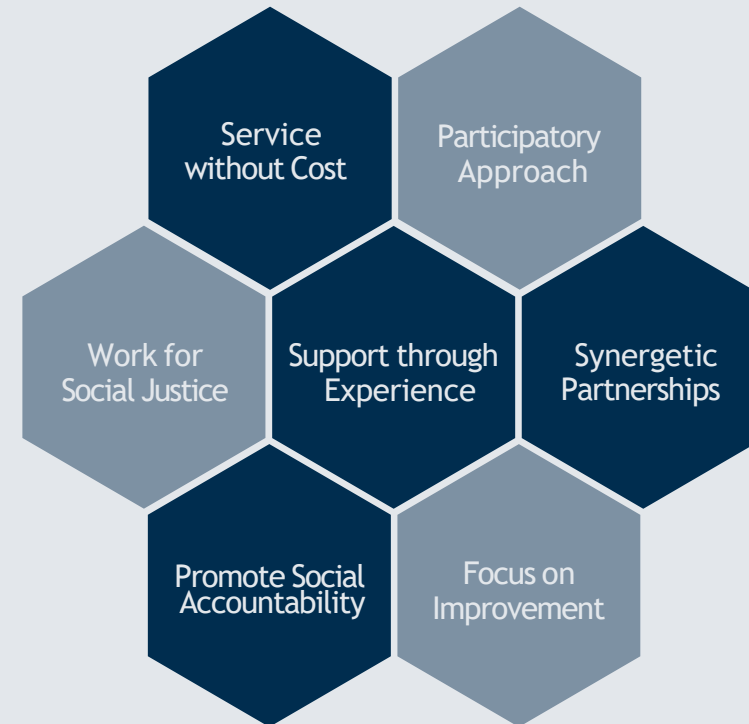 Service
without Cost
Participatory
Approach
Work for
Social Justice
Support through
Experience
Synergetic
Partnerships
Promote Social
Accountability
Focus on
Improvement